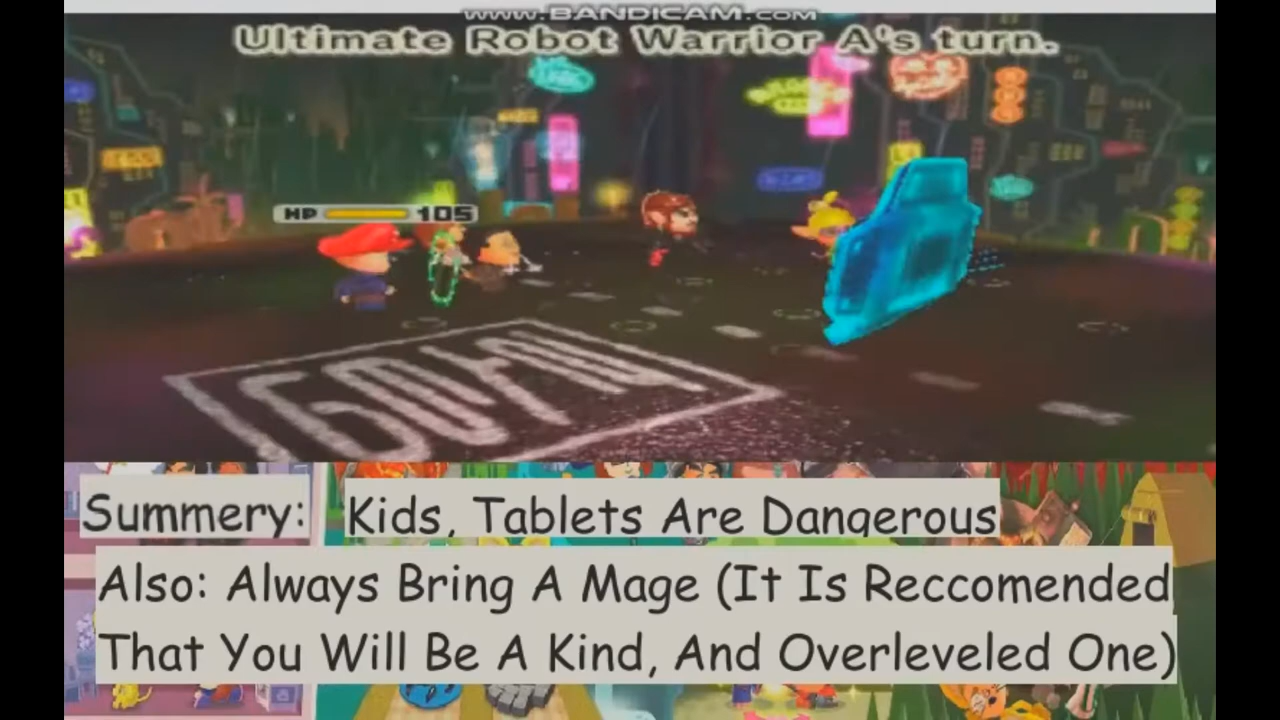 www.BANDICAM.com
Ultimate Robot Warrior A's turn.
HP 105
Summery: Kids, Tablets Are Dangerous
Also: Always Bring A Mage (It Is Reccomended
That You Will Be A Kind, And Overleveled One)